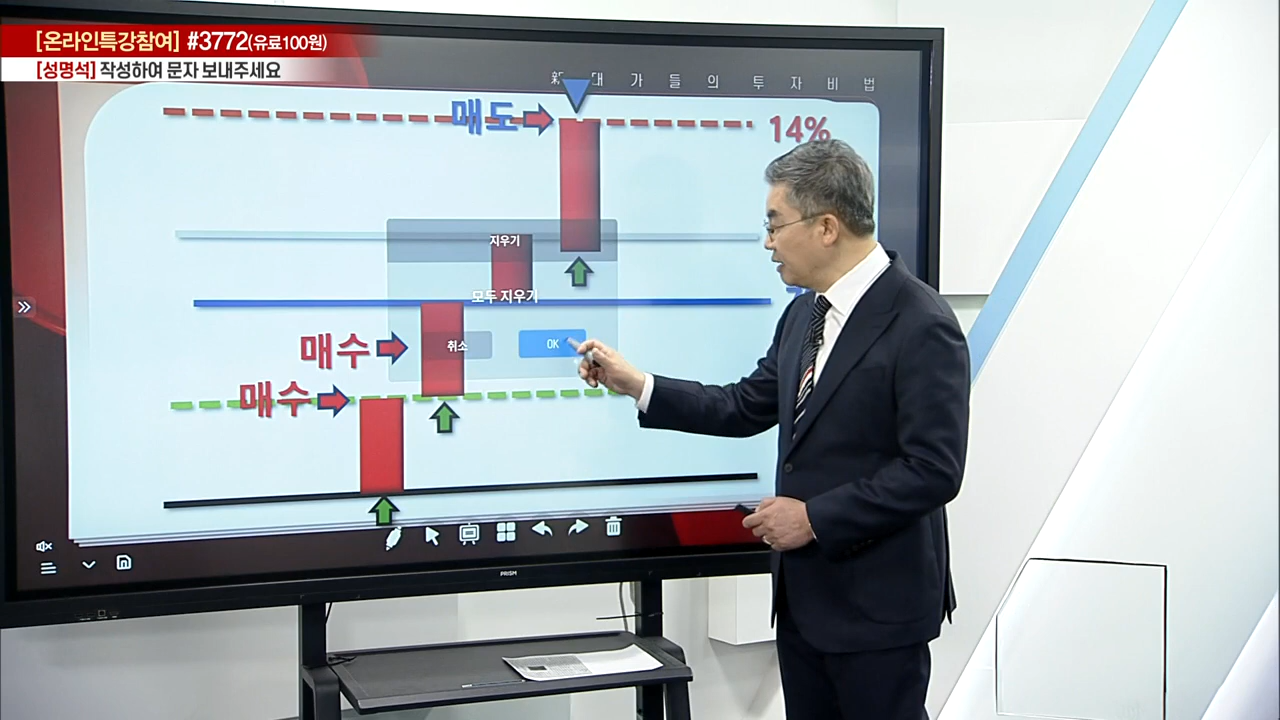 [온라인특강참여] #3772(유료100원)
[성명석] 작성하여 문자 보내주세요
新 대 가 들 의 투 자 비 법
매도
14%
지우기
모두 지우기
매수
취소
OK
매수
PRISM